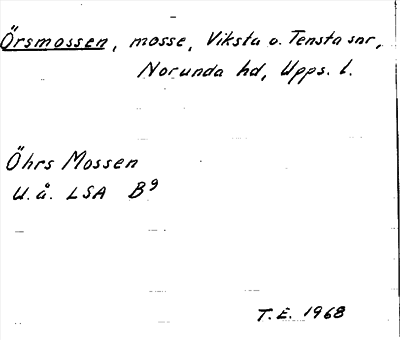 Örsmossen, mosse, Viksta o. Tensta snr,
Norunda hd, Upps. l.
Öhrs Mossen
U.å. LSA B9
T.E. 1968